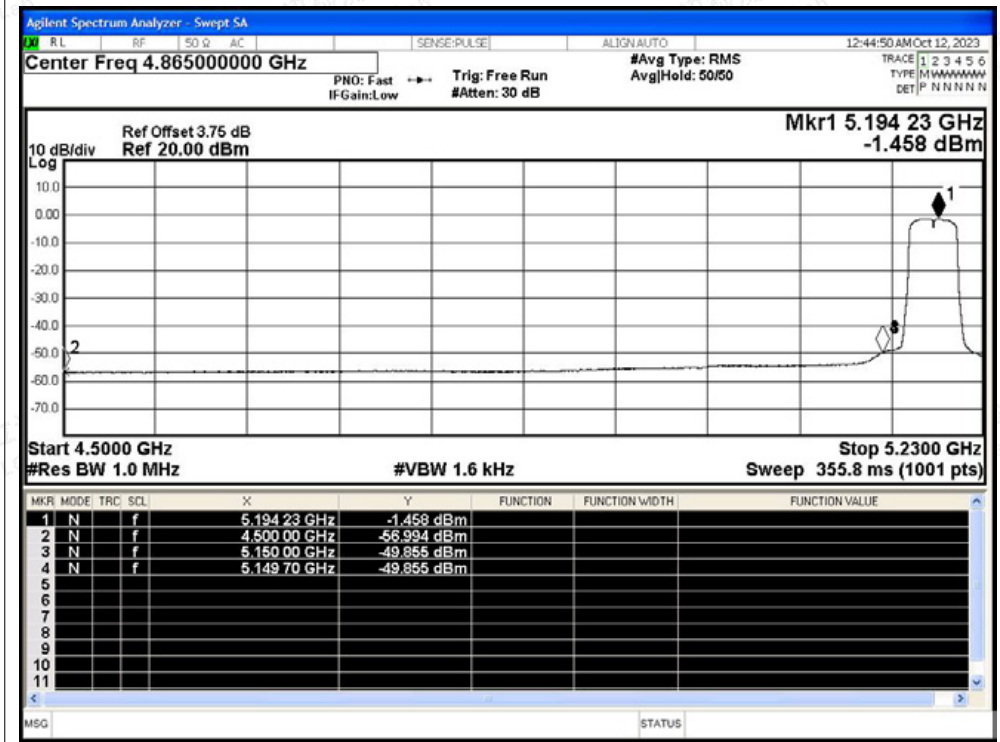 Agilent Spectrum Analyzer - Swept SA
RL RF 50 Ω AC SENSE:PULSE ALIGN AUTO 12:44:50 AM Oct 12, 2023
Center Freq 4.865000000 GHz #Avg Type: RMS TRACE 1 2 3 4 5 6
PNO: Fast Trig: Free Run Avg|Hold: 50/50 TYPE M
IFGain:Low #Atten: 30 dB DET P N N N N N
Mkr1 5.194 23 GHz
Ref Offset 3.75 dB
10 dB/div Ref 20.00 dBm -1.458 dBm
Log
10.0
1
0.00
-10.0
-20.0
-30.0
-40.0
-50.0 2
-60.0
-70.0
Start 4.5000 GHz Stop 5.2300 GHz
#Res BW 1.0 MHz #VBW 1.6 kHz Sweep 355.8 ms (1001 pts)
MKR MODE TRC SCL X Y FUNCTION FUNCTION WIDTH FUNCTION VALUE
1 N f 5.194 23 GHz -1.458 dBm
2 N f 4.500 00 GHz -56.994 dBm
3 N f 5.150 00 GHz -49.855 dBm
4 N f 5.149 70 GHz -49.855 dBm
5
6
7
8
9
10
11
MSG STATUS